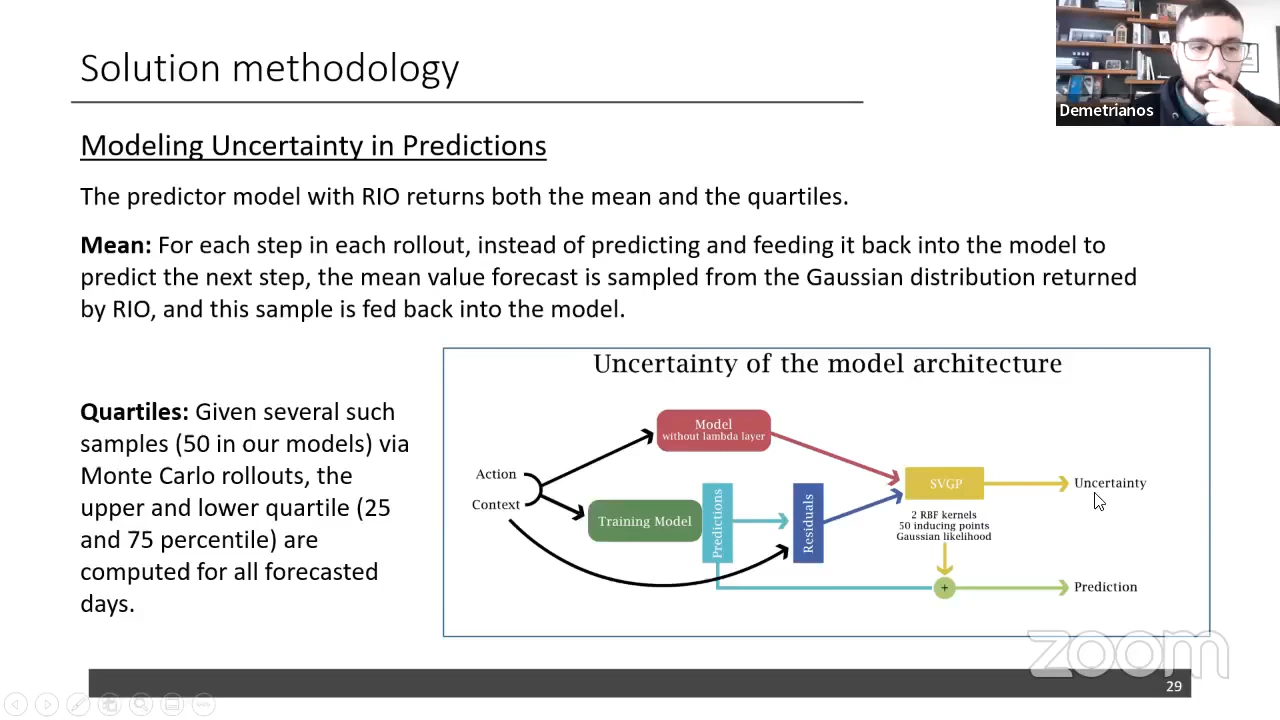 Solution methodology
Demetrianos
Modeling Uncertainty in Predictions
The predictor model with RIO returns both the mean and the quartiles.
Mean: For each step in each rollout, instead of predicting and feeding it back into the model to
predict the next step, the mean value forecast is sampled from the Gaussian distribution returned
by RIO, and this sample is fed back into the model.
Quartiles: Given several such
samples (50 in our models) via
Monte Carlo rollouts, the
upper and lower quartile (25
and 75 percentile) are
computed for all forecasted
days.
Uncertainty of the model architecture
Model
without lambda layer
Action
Context
Training Model
Predictions
Residuals
SVGP
2 RBF kernels
50 inducing points
Gaussian likelihood
Uncertainty
+
Prediction
zoom
29